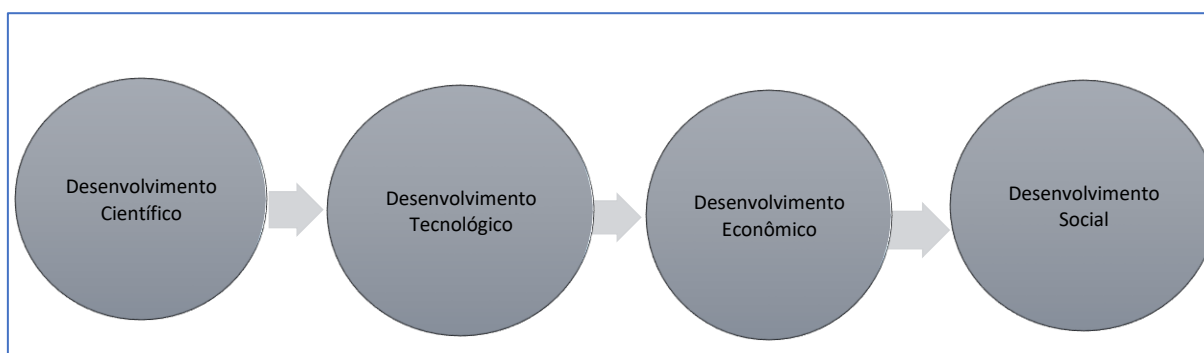 Desenvolvimento
Científico
Desenvolvimento
Tecnológico
Desenvolvimento
Econômico
Desenvolvimento
Social